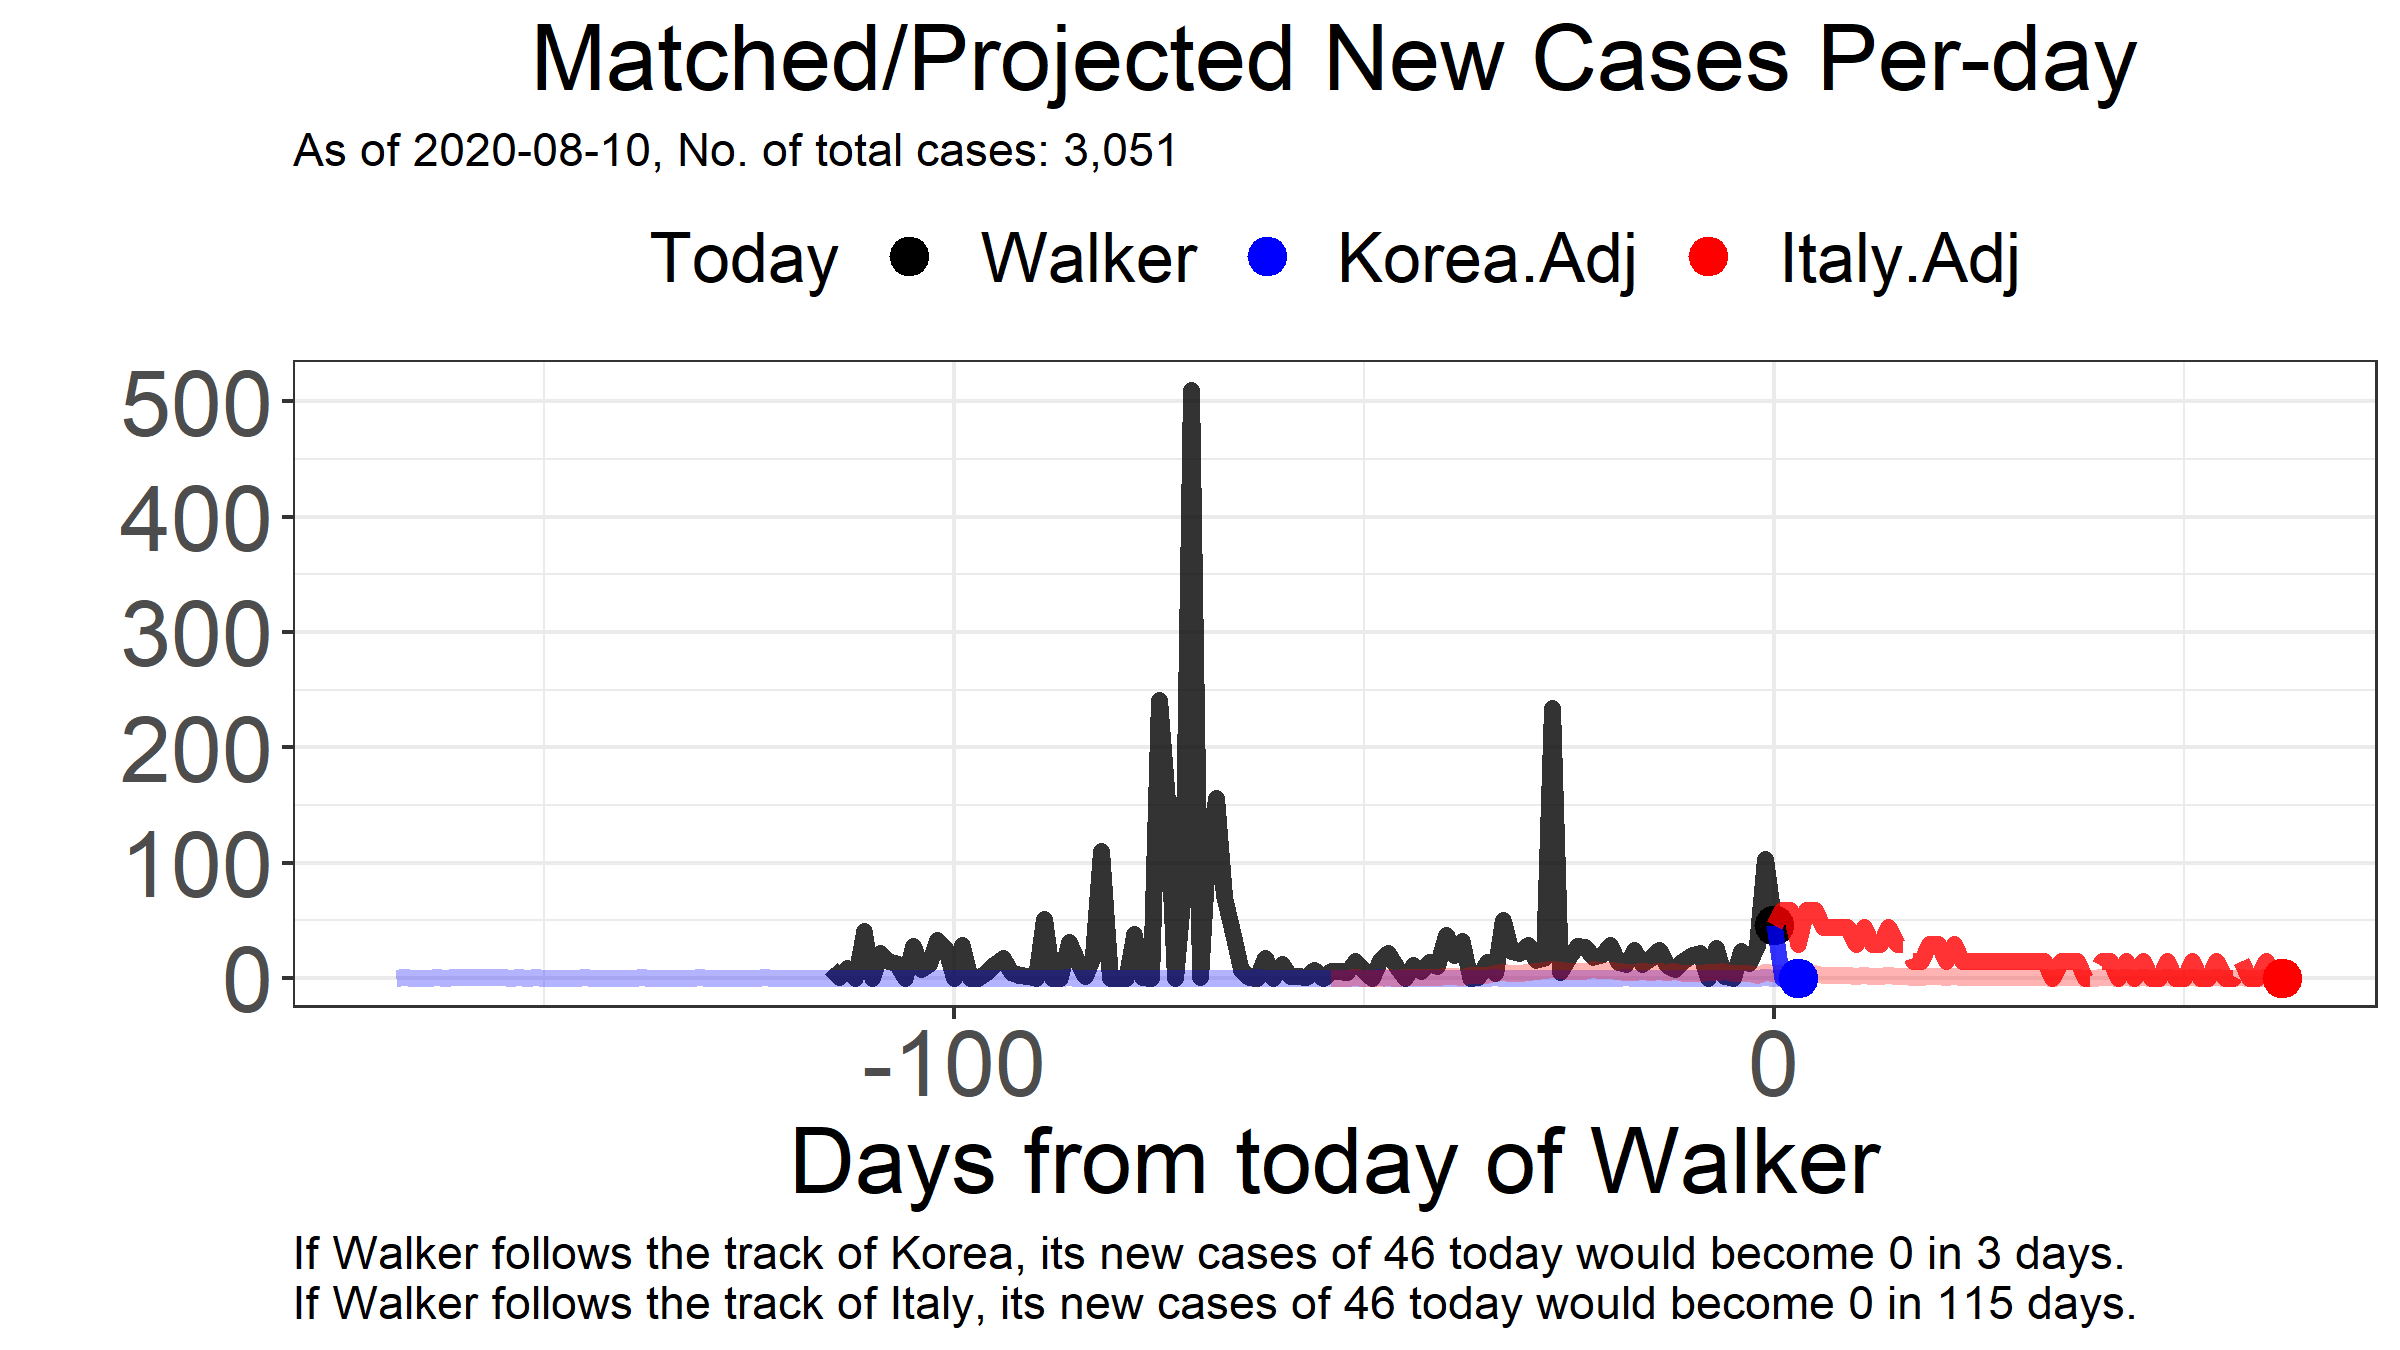 Matched/Projected New Cases Per-day
As of 2020-08-10, No. of total cases: 3,051
Today Walker Korea.Adj Italy.Adj
500
400
300
200
100
0
-100 0
Days from today of Walker
If Walker follows the track of Korea, its new cases of 46 today would become 0 in 3 days.
If Walker follows the track of Italy, its new cases of 46 today would become 0 in 115 days.